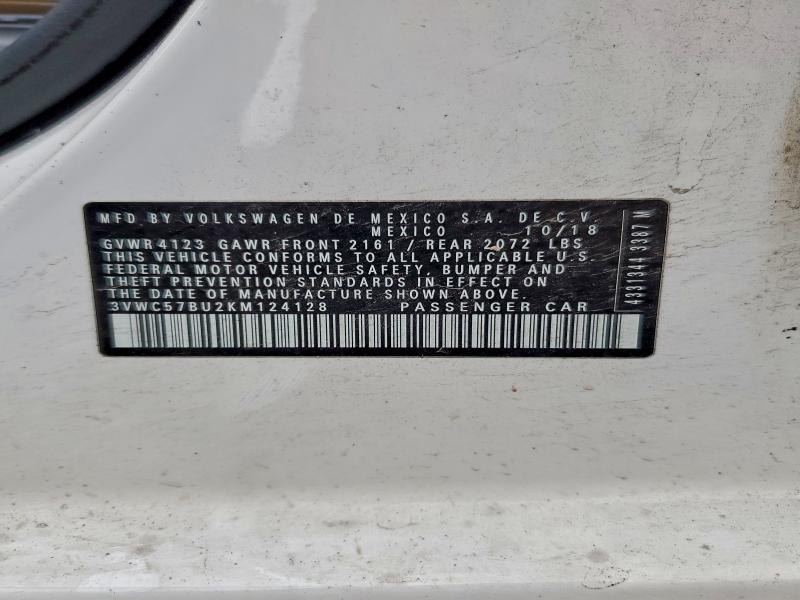 MFD. BY VOLKSWAGEN DE MEXICO S.A. DE C.V.
MEXICO 10/18
GVWR 4123 GAWR FRONT 2161 / REAR 2072 LBS
THIS VEHICLE CONFORMS TO ALL APPLICABLE U.S.
FEDERAL MOTOR VEHICLE SAFETY, BUMPER AND
THEFT PREVENTION STANDARDS IN EFFECT ON
THE DATE OF MANUFACTURE SHOWN ABOVE.
3VWC57BU2KM124128 PASSENGER CAR
4331344 3387 M